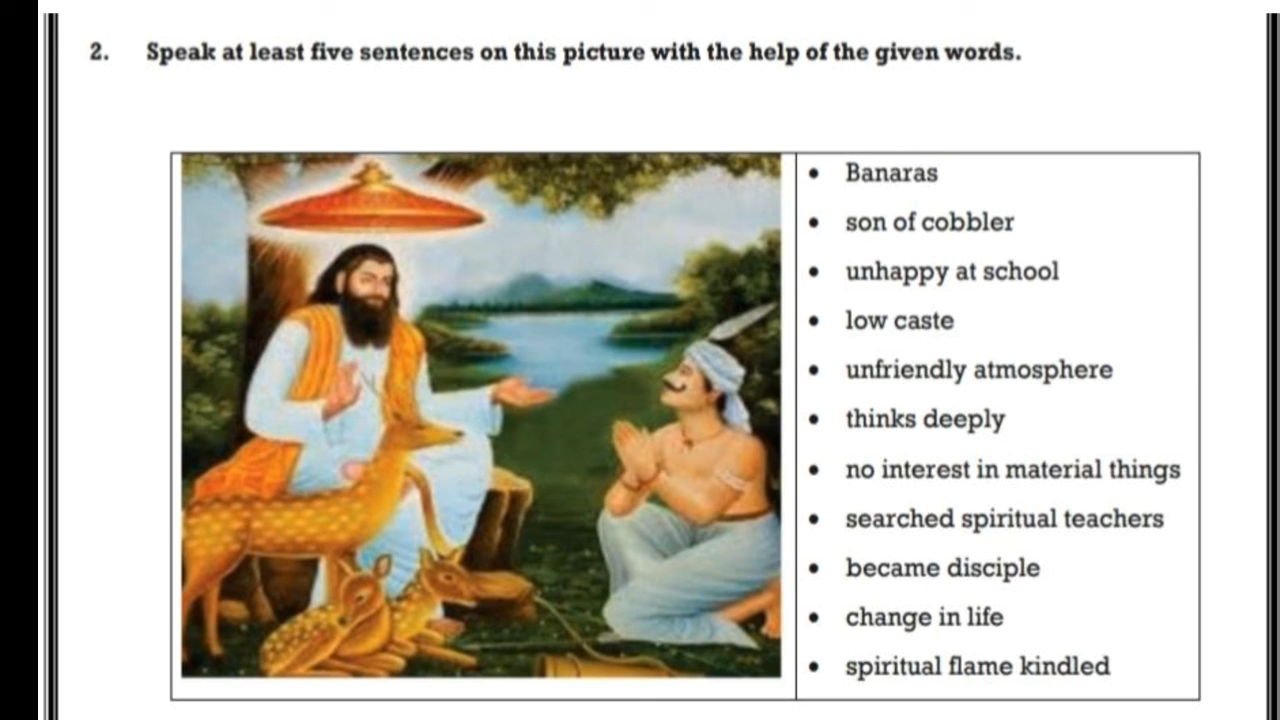 2. Speak at least five sentences on this picture with the help of the given words.
• Banaras
• son of cobbler
• unhappy at school
• low caste
• unfriendly atmosphere
• thinks deeply
• no interest in material things
• searched spiritual teachers
• became disciple
• change in life
• spiritual flame kindled